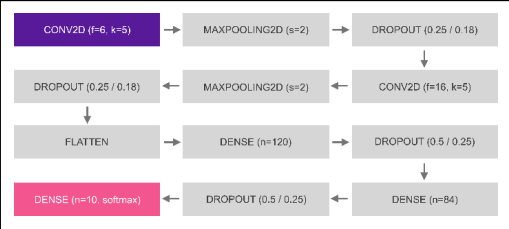 CONV2D (f=6, k=5)
MAXPOOLING2D (s=2)
DROPOUT (0.25 / 0.18)
CONV2D (f=16, k=5)
MAXPOOLING2D (s=2)
DROPOUT (0.25 / 0.18)
FLATTEN
DENSE (n=120)
DROPOUT (0.5 / 0.25)
DENSE (n=84)
DROPOUT (0.5 / 0.25)
DENSE (n=10, softmax)